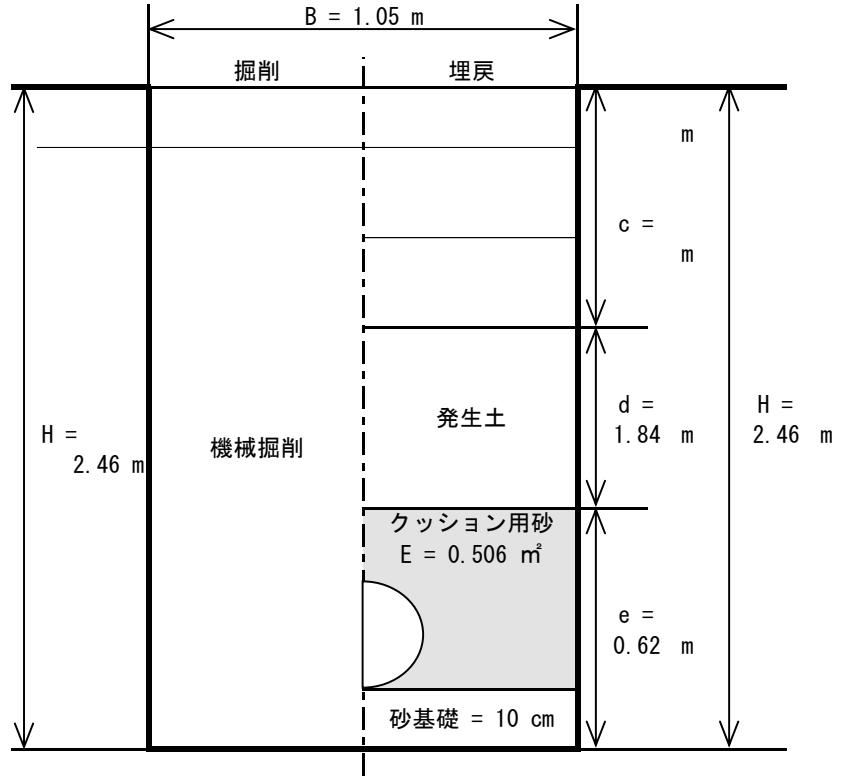 B = 1.05 m
掘削
埋戻
m
c =
m
発生土
d =
1.84 m
H =
2.46 m
H =
2.46 m
機械掘削
クッション用砂
E = 0.506 ㎡
e =
0.62 m
砂基礎 = 10 cm